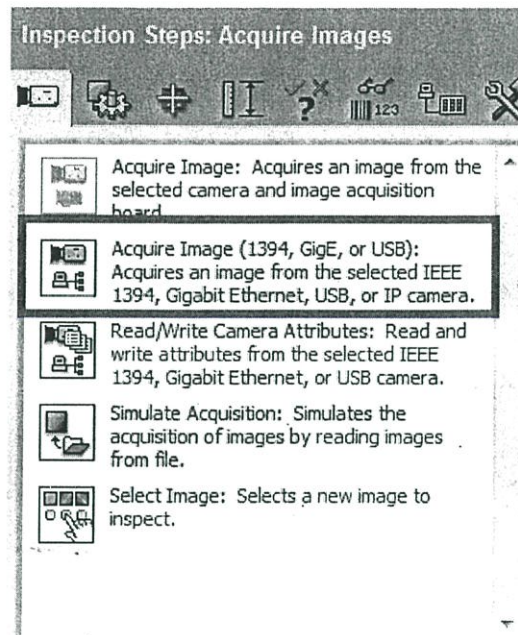 Inspection Steps: Acquire Images
123
Acquire Image: Acquires an image from the
selected camera and image acquisition
board.
Acquire Image (1394, GigE, or USB):
Acquires an image from the selected IEEE
1394, Gigabit Ethernet, USB, or IP camera.
Read/Write Camera Attributes: Read and
write attributes from the selected IEEE
1394, Gigabit Ethernet, or USB camera.
Simulate Acquisition: Simulates the
acquisition of images by reading images
from file.
Select Image: Selects a new image to
inspect.